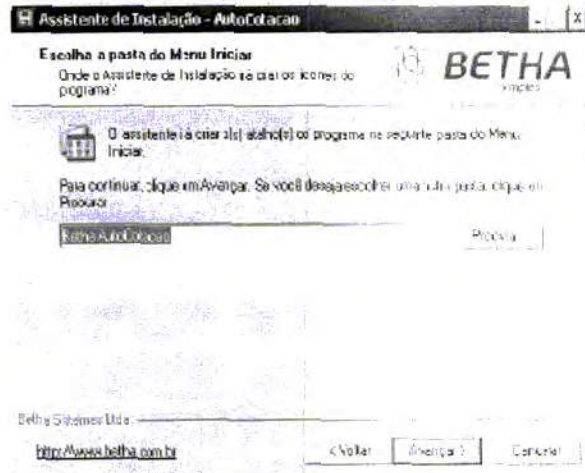 Assistente de Instalação - AutoCotacao
Escolha a pasta do Menu Iniciar
Onde o Assistente de Instalação irá criar os ícones do
programa?
BETHA
O assistente irá criar o(s) atalho(s) do programa na seguinte pasta do Menu
Iniciar.
Para continuar, clique em Avançar. Se você deseja escolher uma outra pasta, clique em
Procurar.
Betha AutoCotacao
Procura
Betha Sistemas Ltda.
http://www.betha.com.br
< Voltar
Avançar >
Cancelar